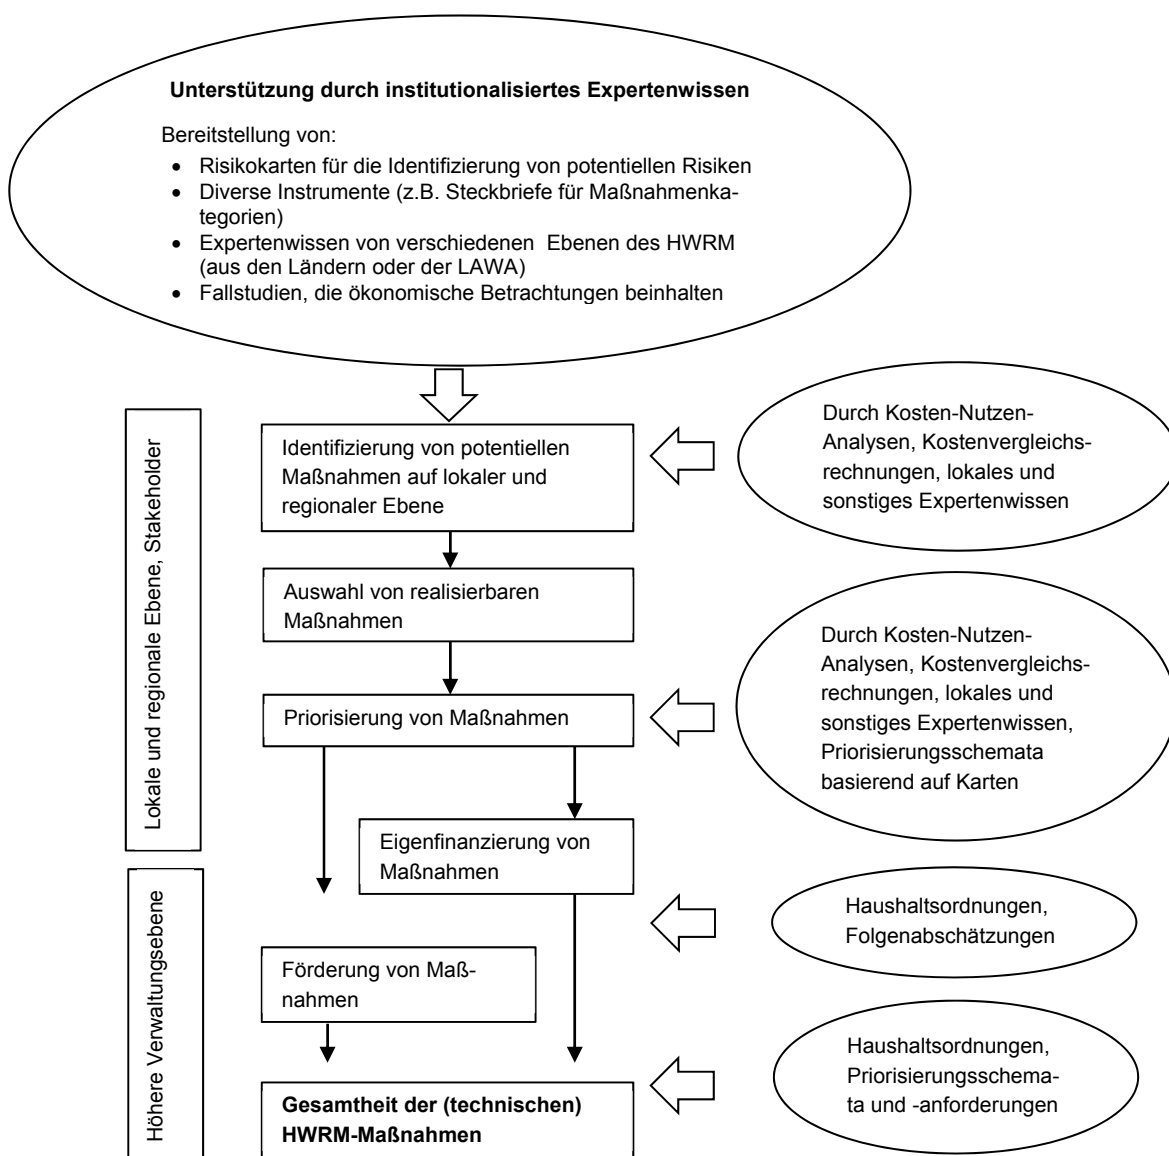 Unterstützung durch institutionalisiertes Expertenwissen
Bereitstellung von:
• Risikokarten für die Identifizierung von potentiellen Risiken
• Diverse Instrumente (z.B. Steckbriefe für Maßnahmenka-
tegorien)
• Expertenwissen von verschiedenen Ebenen des HWRM
(aus den Ländern oder der LAWA)
• Fallstudien, die ökonomische Betrachtungen beinhalten
Lokale und regionale Ebene, Stakeholder
Identifizierung von potentiellen
Maßnahmen auf lokaler und
regionaler Ebene
Durch Kosten-Nutzen-
Analysen, Kostenvergleichs-
rechnungen, lokales und
sonstiges Expertenwissen
Auswahl von realisierbaren
Maßnahmen
Priorisierung von Maßnahmen
Durch Kosten-Nutzen-
Analysen, Kostenvergleichs-
rechnungen, lokales und
sonstiges Expertenwissen,
Priorisierungsschemata
basierend auf Karten
Eigenfinanzierung von
Maßnahmen
Höhere Verwaltungsebene
Haushaltsordnungen,
Folgenabschätzungen
Förderung von Maß-
nahmen
Haushaltsordnungen,
Priorisierungsschema-
ta und -anforderungen
Gesamtheit der (technischen)
HWRM-Maßnahmen